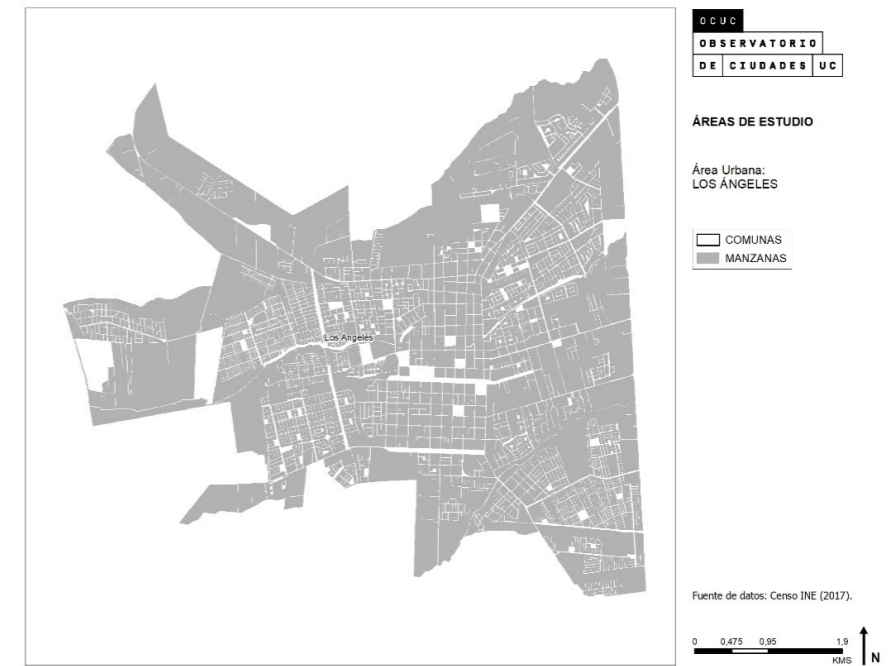 OCUC
OBSERVATORIO
DE CIUDADES UC
ÁREAS DE ESTUDIO
Área Urbana:
LOS ÁNGELES
COMUNAS
MANZANAS
Los Angeles
Fuente de datos: Censo INE (2017).
0 0,475 0,95 1,9
KMS
N